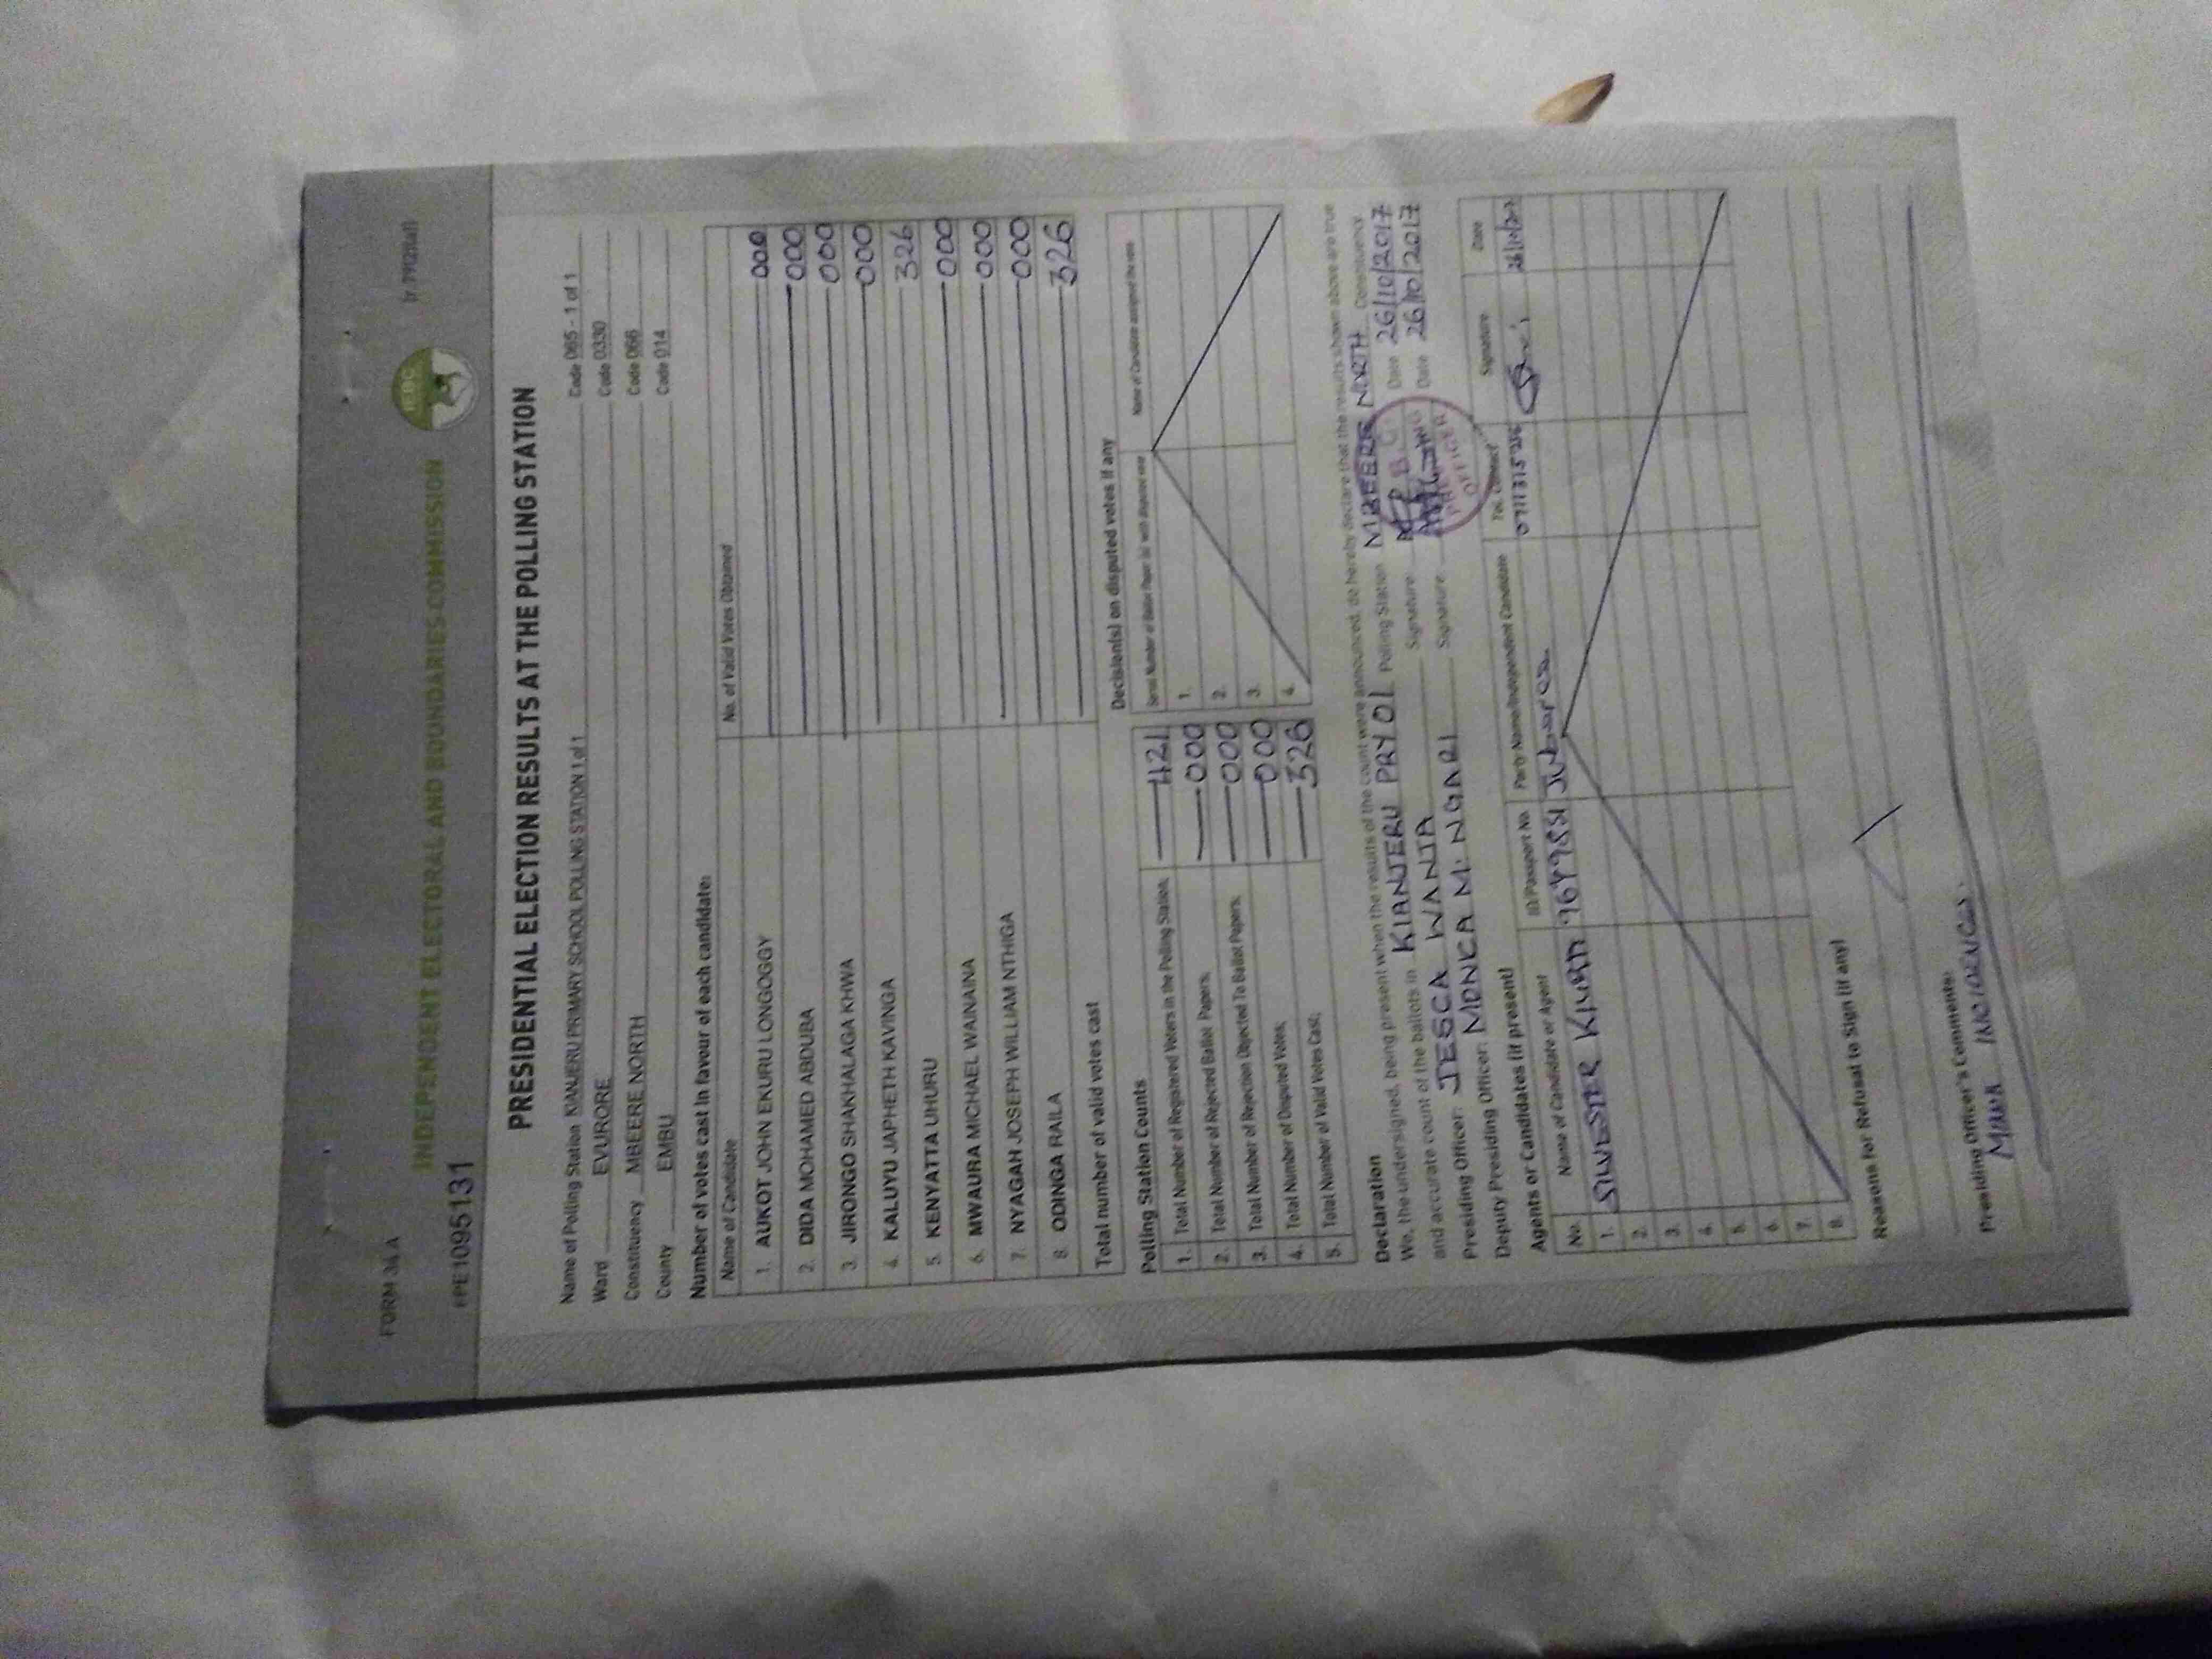 FORM 34 A
INDEPENDENT ELECTORAL AND BOUNDARIES COMMISSION
IEBC
PRE1095131
PRESIDENTIAL ELECTION RESULTS AT THE POLLING STATION
Name of Polling Station KIANJERU PRIMARY SCHOOL POLLING STATION 1 of 1 Code 065 - 1 of 1
Ward EVURORE Code 0330
Constituency MBEERE NORTH Code 066
County EMBU Code 014
Number of votes cast in favour of each candidate:
Name of Candidate No. of Valid Votes Obtained
1. AUKOT JOHN EKURU LONGOGGY 000
2. DIDA MOHAMED ABDUBA 000
3. JIRONGO SHAKHALAGA KHWA 000
4. KALUYU JAPHETH KAVINGA 000
5. KENYATTA UHURU 326
6. MWAURA MICHAEL WAINAINA 000
7. NYAGAH JOSEPH WILLIAM NTHIGA 000
8. ODINGA RAILA 000
Total number of valid votes cast 326
Polling Station Counts
1. Total Number of Registered Voters in the Polling Station: 421
2. Total Number of Rejected Ballot Papers: 000
3. Total Number of Rejection Objected To Ballot Papers: 000
4. Total Number of Disputed Votes: 000
5. Total Number of Valid Votes Cast: 326
Decision(s) on disputed votes if any
Serial Number of Ballot Paper (s) with disputed vote Name of Candidate assigned the vote
1.
2.
3.
4.
Declaration
We, the undersigned, being present when the results of the count were announced, do hereby declare that the results shown above are true
and accurate count of the ballots in KIANJERU PRY 01 Polling Station MBEERE NORTH Constituency
Presiding Officer: JESCA WANJA Signature: Date 26/10/2017
Deputy Presiding Officer: MONICA M. NGARI Signature: Date 26/10/2017
PRESIDING OFFICER
Agents or Candidates (if present)
No. Name of Candidate or Agent ID/Passport No. Party Name/Independent Candidate Tel. Contact Signature Date
1. SILVESTER Jubilee 26/10/2017
2.
3.
4.
5.
6.
7.
8.
Reasons for Refusal to Sign (if any)
Presiding Officer's Comments:
MINOR INCIDENCES.